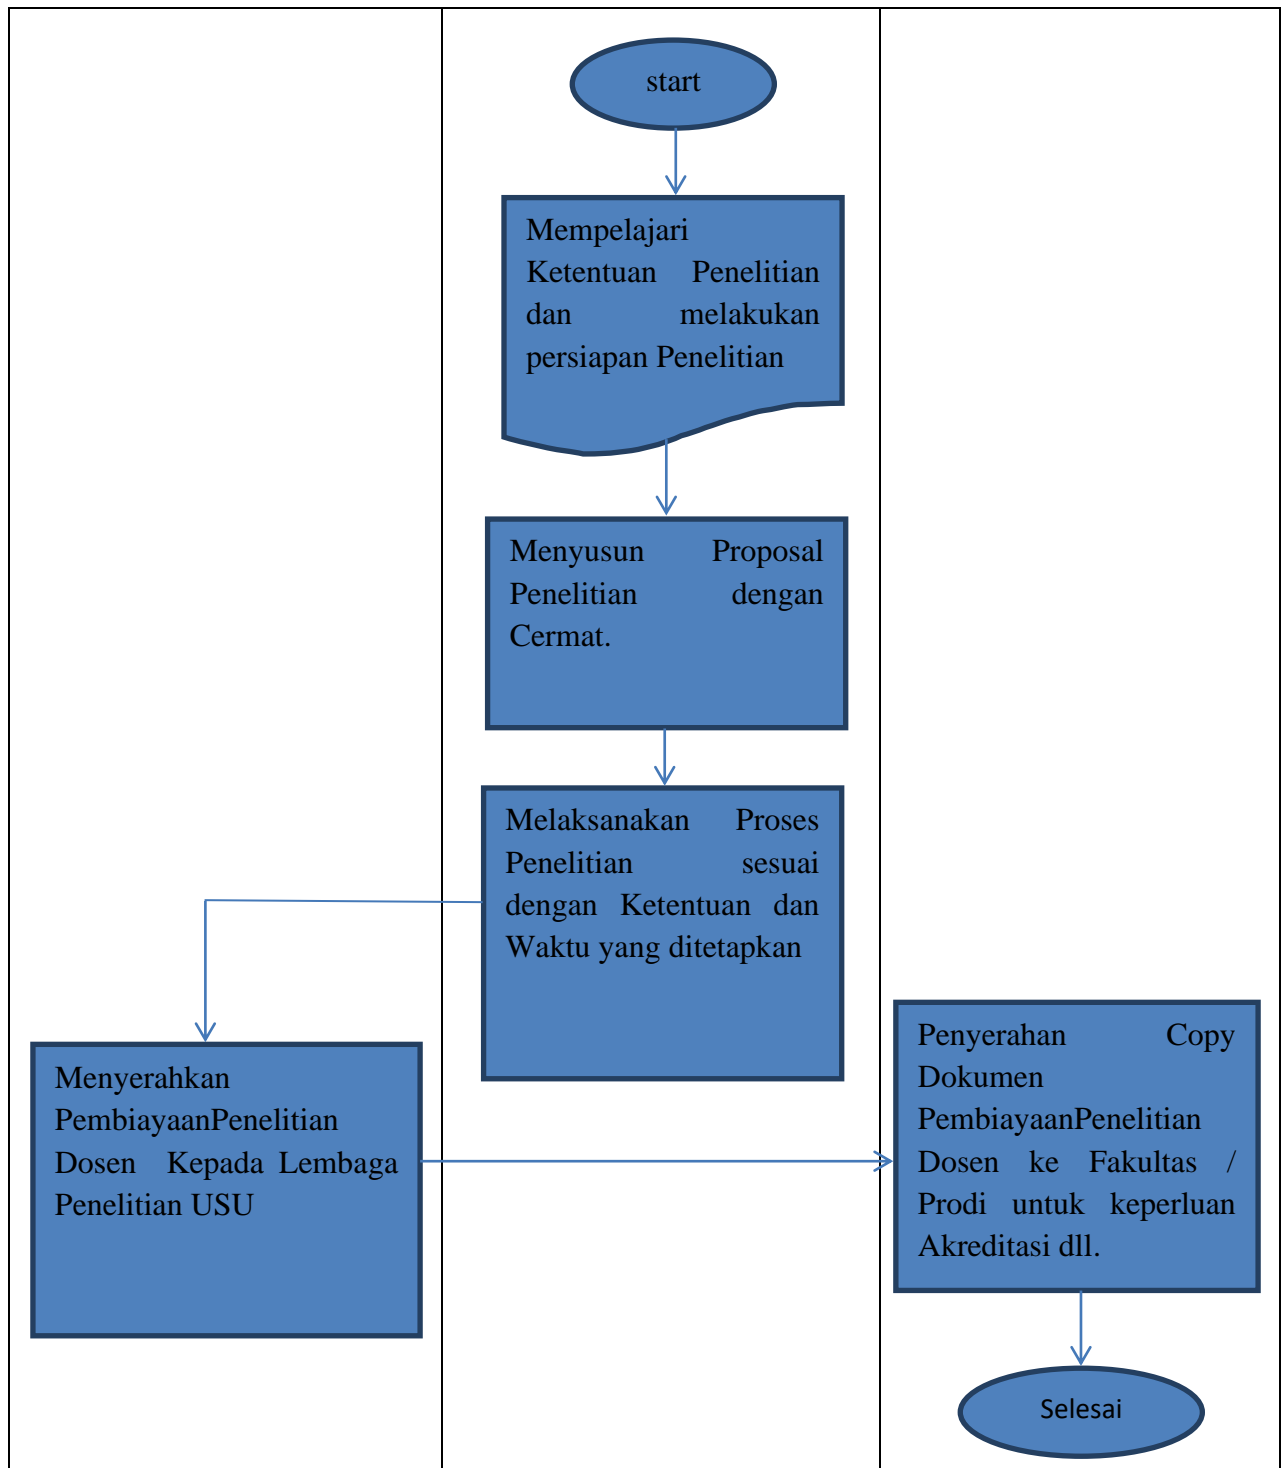 start
Mempelajari
Ketentuan Penelitian
dan melakukan
persiapan Penelitian
Menyusun Proposal
Penelitian dengan
Cermat.
Melaksanakan Proses
Penelitian sesuai
dengan Ketentuan dan
Waktu yang ditetapkan
Menyerahkan
PembiayaanPenelitian
Dosen Kepada Lembaga
Penelitian USU
Penyerahan Copy
Dokumen
PembiayaanPenelitian
Dosen ke Fakultas /
Prodi untuk keperluan
Akreditasi dll.
Selesai